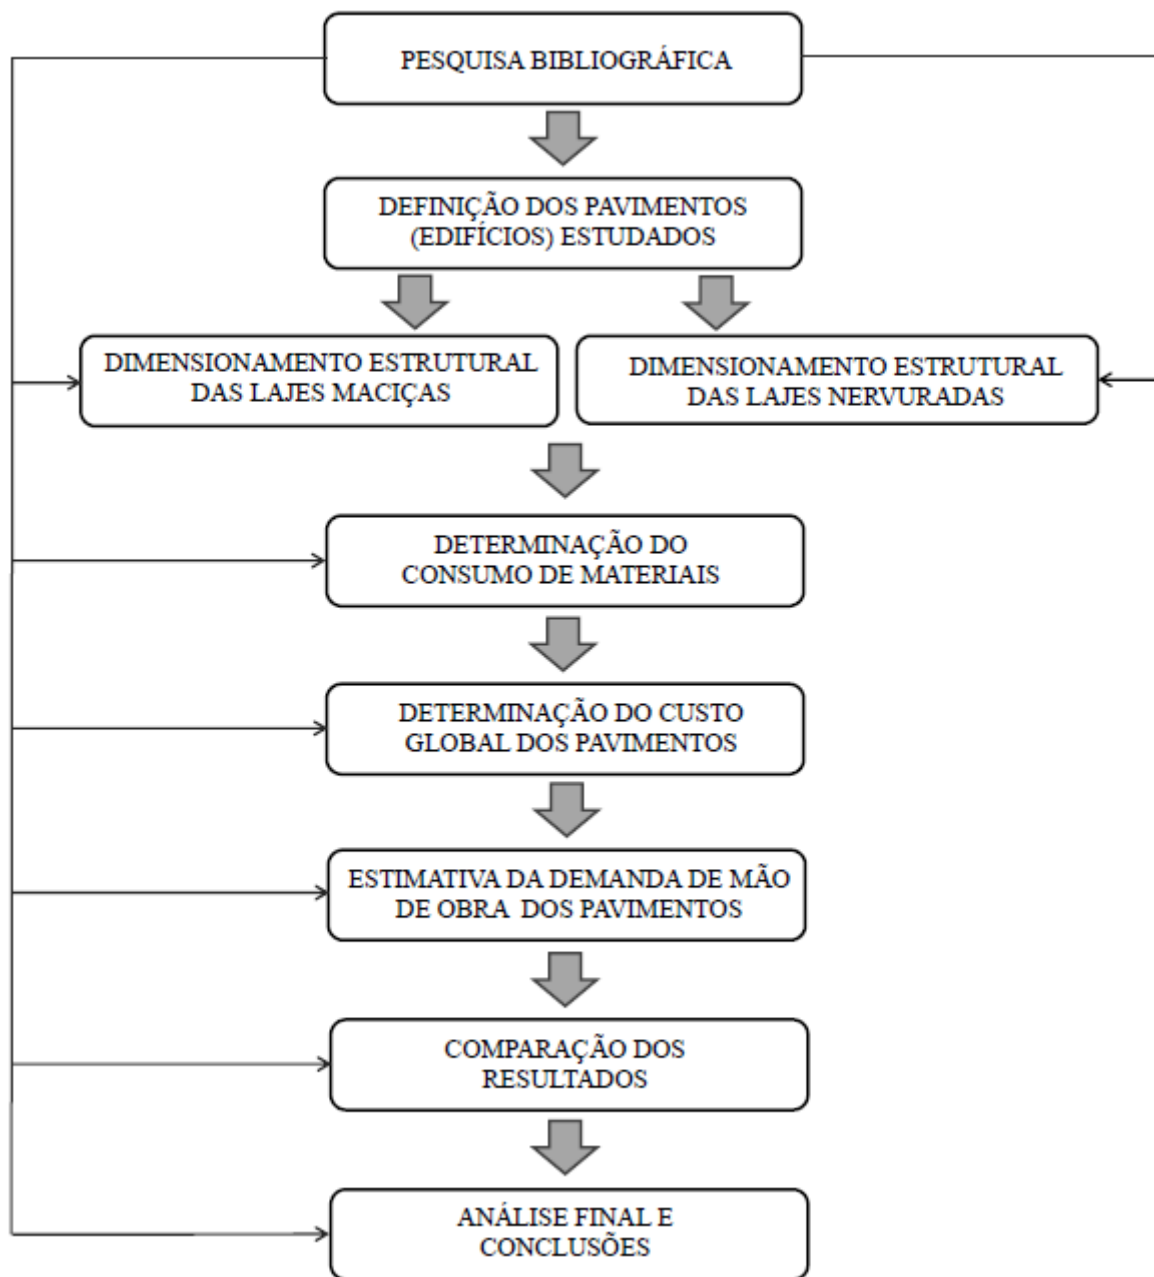 PESQUISA BIBLIOGRÁFICA
DEFINIÇÃO DOS PAVIMENTOS
(EDIFÍCIOS) ESTUDADOS
DIMENSIONAMENTO ESTRUTURAL
DAS LAJES MACIÇAS
DIMENSIONAMENTO ESTRUTURAL
DAS LAJES NERVURADAS
DETERMINAÇÃO DO
CONSUMO DE MATERIAIS
DETERMINAÇÃO DO CUSTO
GLOBAL DOS PAVIMENTOS
ESTIMATIVA DA DEMANDA DE MÃO
DE OBRA DOS PAVIMENTOS
COMPARAÇÃO DOS
RESULTADOS
ANÁLISE FINAL E
CONCLUSÕES